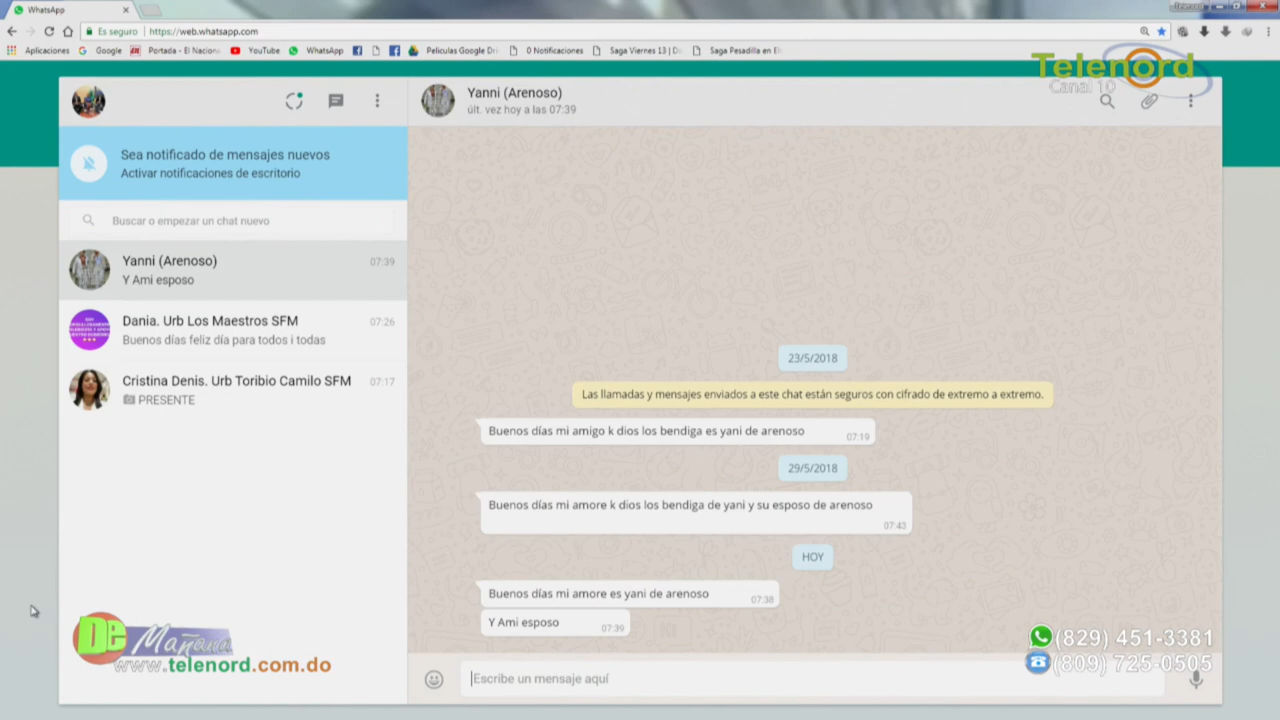 WhatsApp
Telenord
Es seguro
https://web.whatsapp.com
Aplicaciones
Google
Portada - El Nacion
YouTube
WhatsApp
Peliculas Google Dri
0 Notificaciones
Saga Viernes 13 | D
Saga Pesadilla en El
Telenord
Canal 10
Yanni (Arenoso)
últ. vez hoy a las 07:39
Sea notificado de mensajes nuevos
Activar notificaciones de escritorio
Buscar o empezar un chat nuevo
Yanni (Arenoso)
07:39
Y Ami esposo
Dania. Urb Los Maestros SFM
07:26
Buenos días feliz día para todos i todas
Cristina Denis. Urb Toribio Camilo SFM
07:17
PRESENTE
23/5/2018
Las llamadas y mensajes enviados a este chat están seguros con cifrado de extremo a extremo.
Buenos días mi amigo k dios los bendiga es yani de arenoso
07:19
29/5/2018
Buenos días mi amore k dios los bendiga de yani y su esposo de arenoso
07:43
HOY
Buenos días mi amore es yani de arenoso
07:38
Y Ami esposo
07:39
Escribe un mensaje aquí
De Mañana
www.telenord.com.do
(829) 451-3381
(809) 725-0505